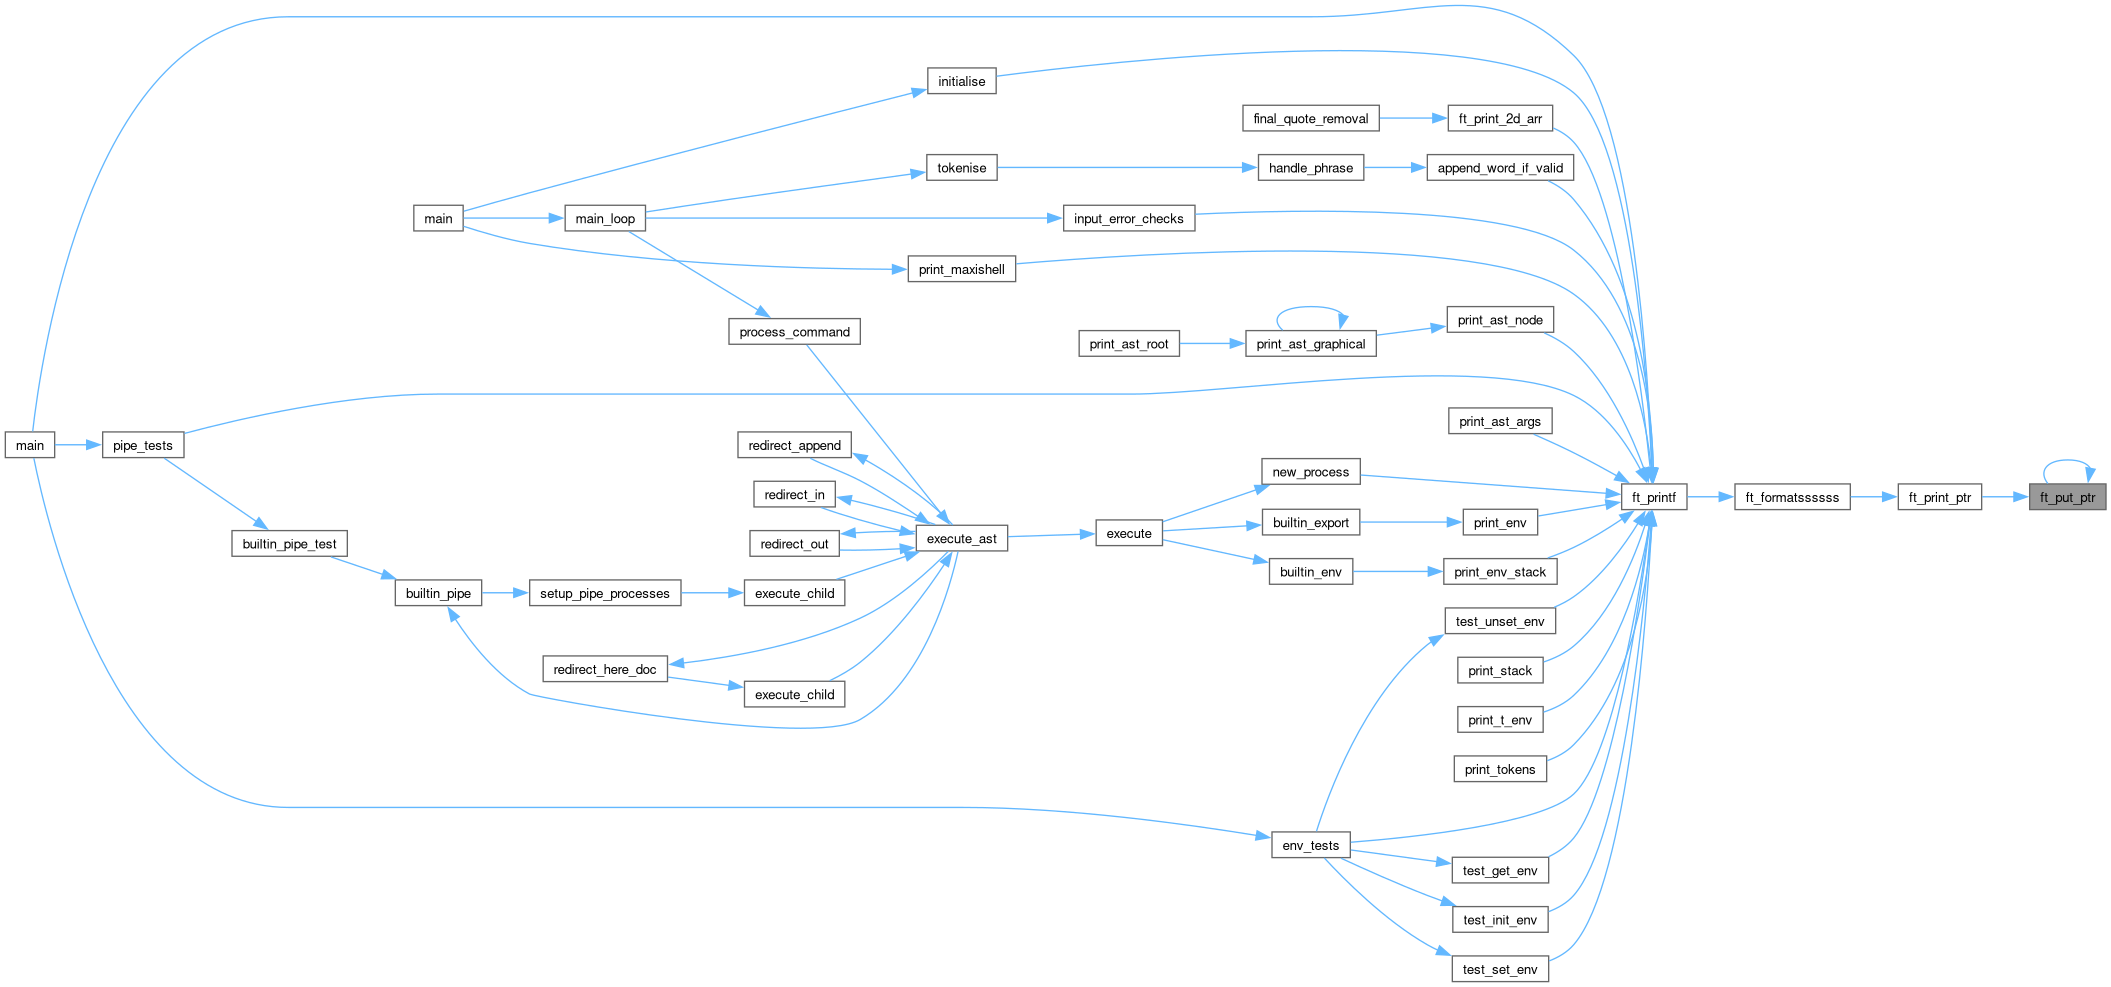 initialise
final_quote_removal
ft_print_2d_arr
tokenise
handle_phrase
append_word_if_valid
main
main_loop
input_error_checks
print_maxishell
process_command
print_ast_root
print_ast_graphical
print_ast_node
print_ast_args
main
pipe_tests
redirect_append
new_process
redirect_in
ft_printf
ft_formatssssss
ft_print_ptr
ft_put_ptr
builtin_pipe_test
redirect_out
execute_ast
execute
builtin_export
print_env
builtin_env
print_env_stack
builtin_pipe
setup_pipe_processes
execute_child
test_unset_env
redirect_here_doc
execute_child
print_stack
print_t_env
print_tokens
env_tests
test_get_env
test_init_env
test_set_env